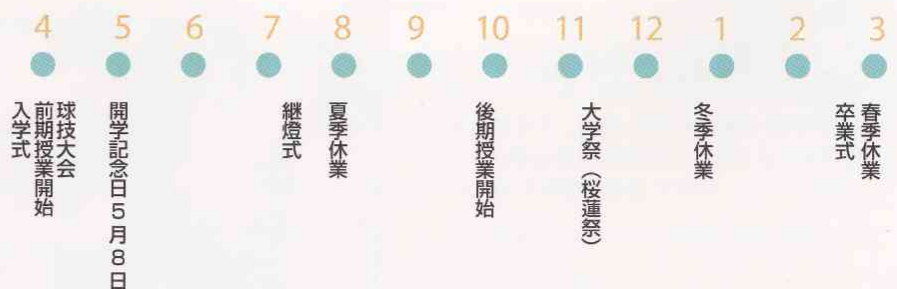 4 5 6 7 8 9 10 11 12 1 2 3
入学式
前期授業開始
球技大会
開学記念日5月8日
継燈式
夏季休業
後期授業開始
大学祭（桜蓮祭）
冬季休業
卒業式
春季休業